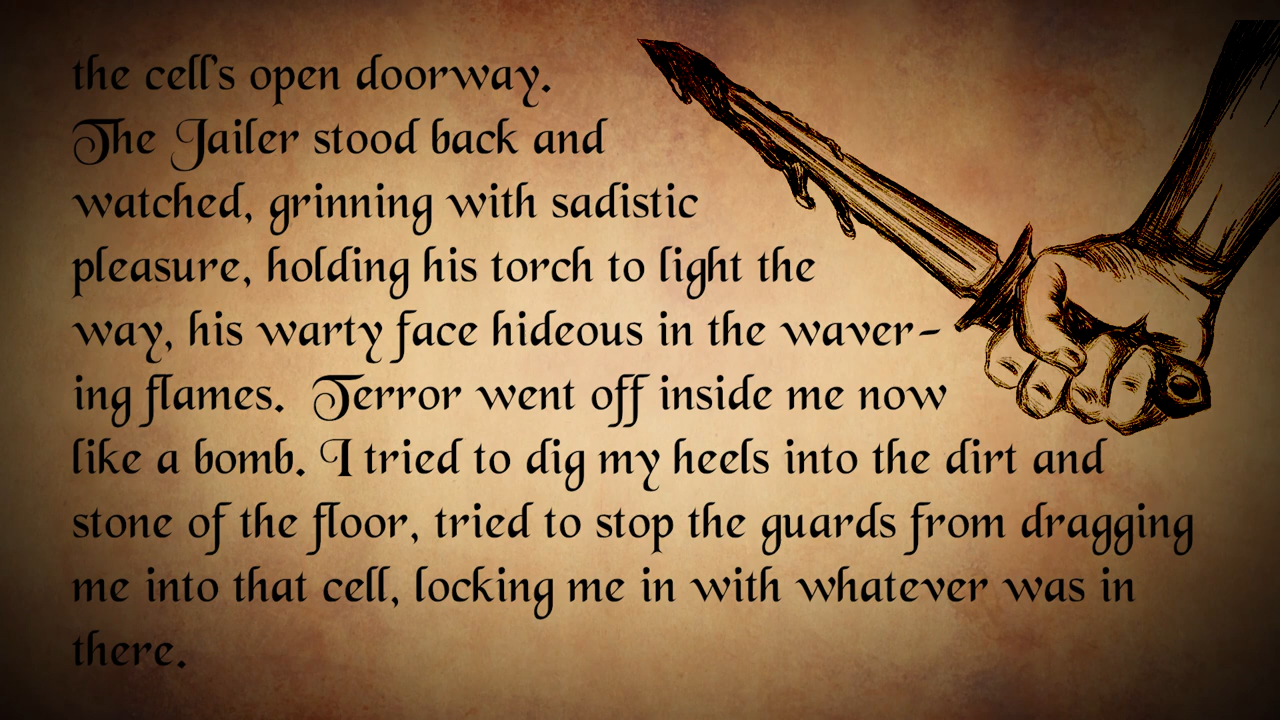 the cell's open doorway.
The Jailer stood back and
watched, grinning with sadistic
pleasure, holding his torch to light the
way, his warty face hideous in the waver-
ing flames. Terror went off inside me now
like a bomb. I tried to dig my heels into the dirt and
stone of the floor, tried to stop the guards from dragging
me into that cell, locking me in with whatever was in
there.